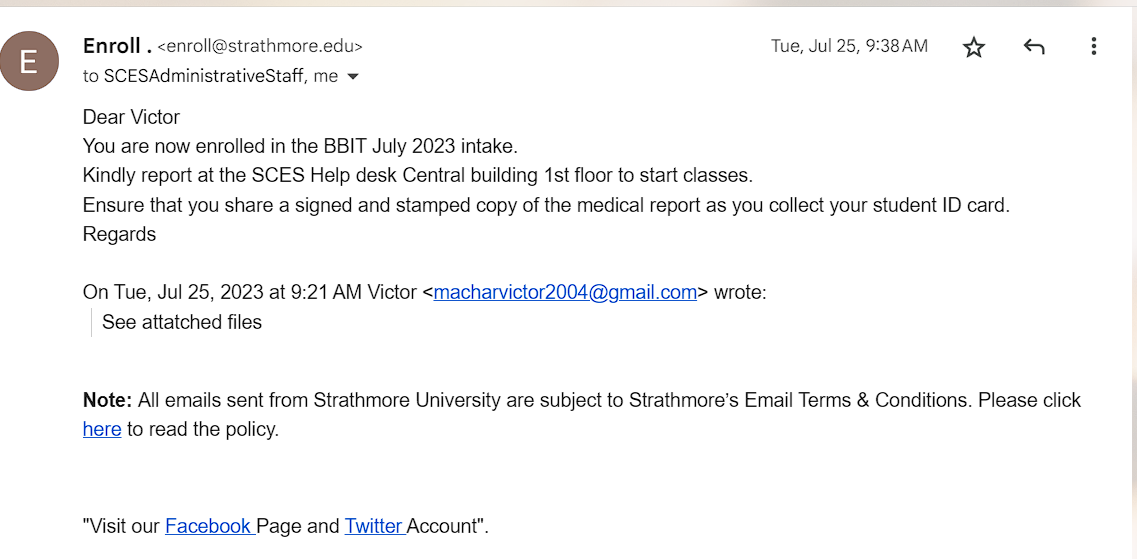 E
Enroll . <enroll@strathmore.edu>
Tue, Jul 25, 9:38 AM
to SCESAdministrativeStaff, me
Dear Victor
You are now enrolled in the BBIT July 2023 intake.
Kindly report at the SCES Help desk Central building 1st floor to start classes.
Ensure that you share a signed and stamped copy of the medical report as you collect your student ID card.
Regards
On Tue, Jul 25, 2023 at 9:21 AM Victor <macharvictor2004@gmail.com> wrote:
See attatched files
Note: All emails sent from Strathmore University are subject to Strathmore’s Email Terms & Conditions. Please click
here to read the policy.
"Visit our Facebook Page and Twitter Account".